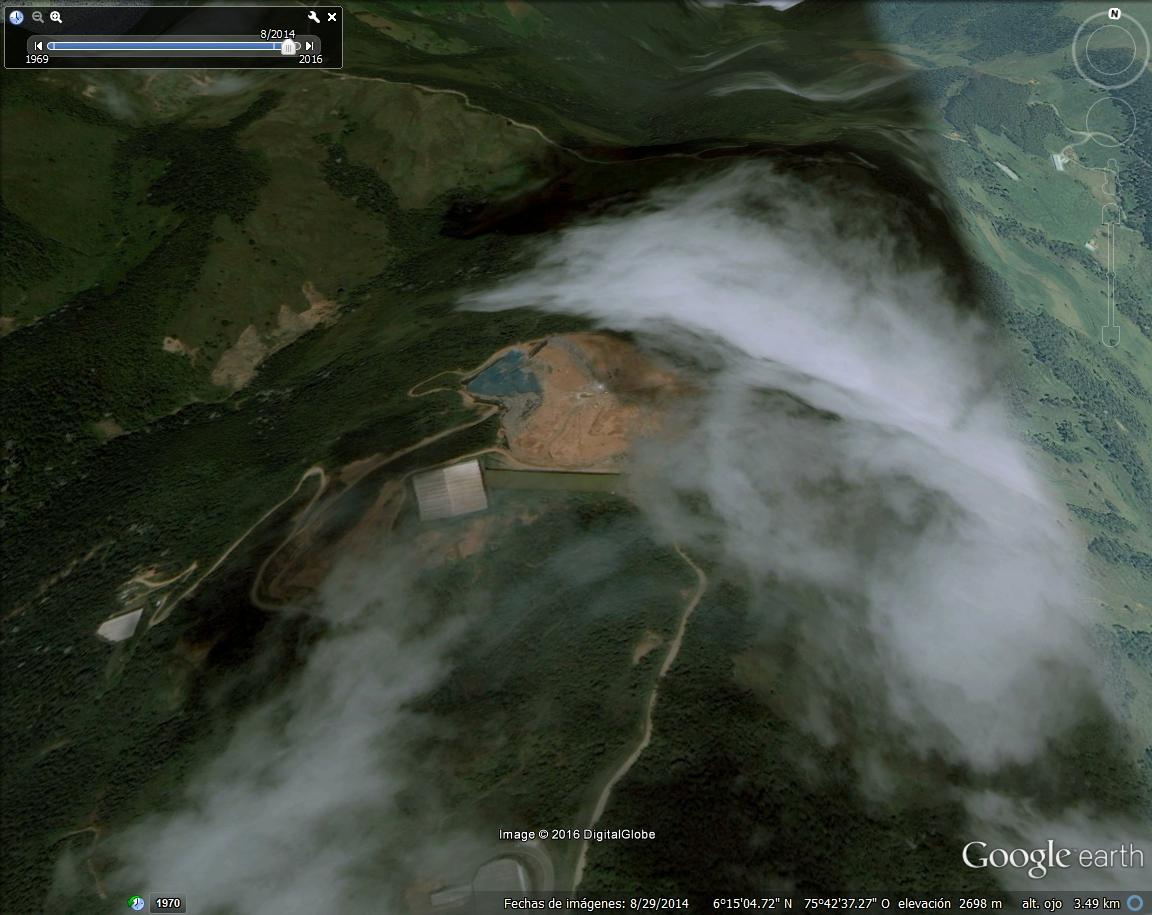 8/2014
1969
2016
N
Image © 2016 DigitalGlobe
Google earth
1970
Fechas de imágenes: 8/29/2014 6°15'04.72" N 75°42'37.27" O elevación 2698 m alt. ojo 3.49 km